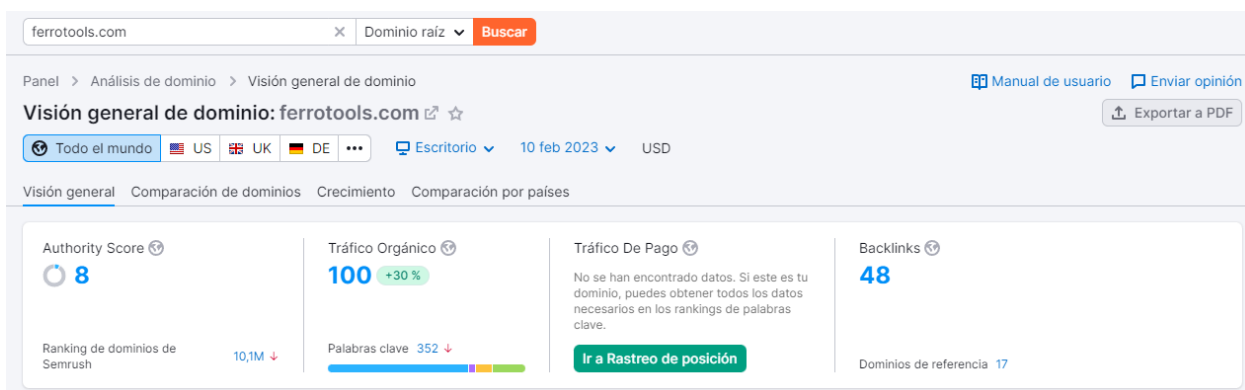 ferrotools.com × Dominio raíz Buscar
Panel > Análisis de dominio > Visión general de dominio
Manual de usuario Enviar opinión
Visión general de dominio: ferrotools.com
Exportar a PDF
Todo el mundo US UK DE ••• Escritorio 10 feb 2023 USD
Visión general Comparación de dominios Crecimiento Comparación por países
Authority Score
8
Ranking de dominios de
Semrush
10,1M ↓
Tráfico Orgánico
100 +30 %
Palabras clave 352 ↓
Tráfico De Pago
No se han encontrado datos. Si este es tu
dominio, puedes obtener todos los datos
necesarios en los rankings de palabras
clave.
Ir a Rastreo de posición
Backlinks
48
Dominios de referencia 17